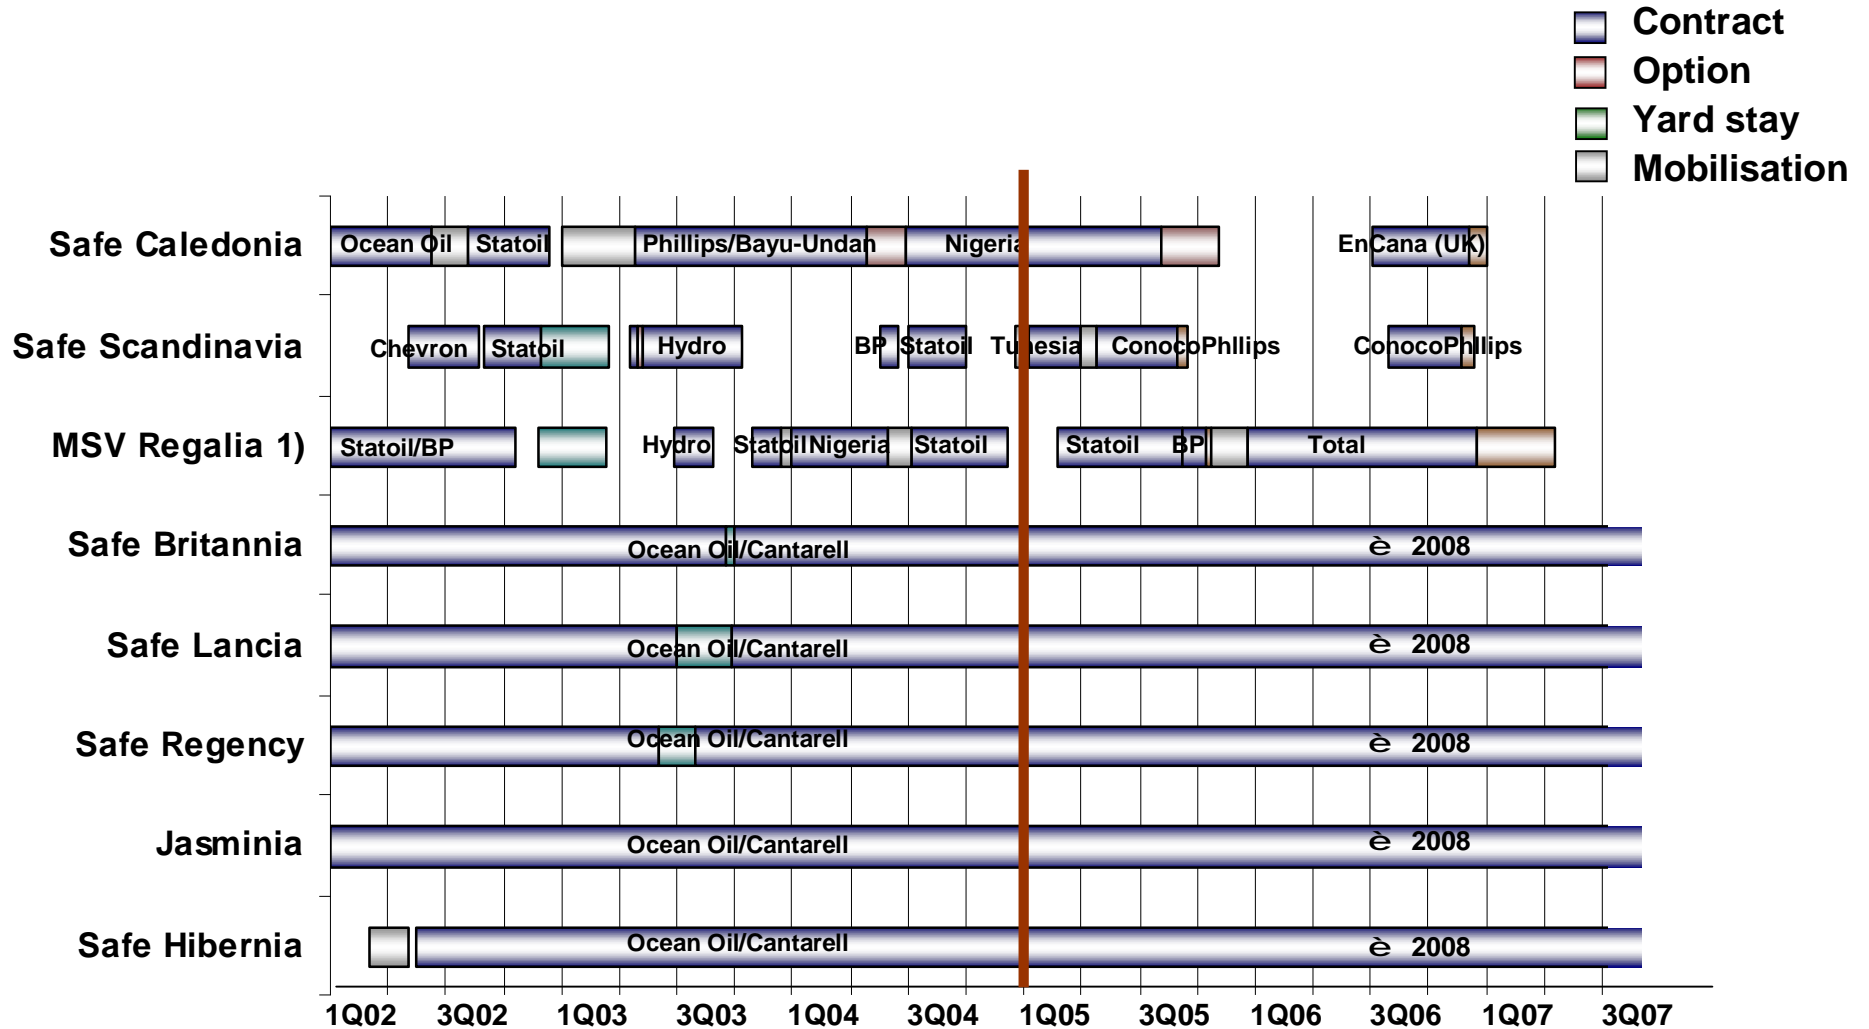 Contract
Option
Yard stay
Mobilisation
Safe Caledonia
Ocean Oil
Statoil
Phillips/Bayu-Undan
Nigeria
EnCana (UK)
Safe Scandinavia
Chevron
Statoil
Hydro
BP
Statoil
Tunesia
ConocoPhllips
ConocoPhllips
MSV Regalia 1)
Statoil/BP
Hydro
Statoil
Nigeria
Statoil
Statoil
BP
Total
Safe Britannia
Ocean Oil/Cantarell
è 2008
Safe Lancia
Ocean Oil/Cantarell
è 2008
Safe Regency
Ocean Oil/Cantarell
è 2008
Jasminia
Ocean Oil/Cantarell
è 2008
Safe Hibernia
Ocean Oil/Cantarell
è 2008
1Q02 3Q02 1Q03 3Q03 1Q04 3Q04 1Q05 3Q05 1Q06 3Q06 1Q07 3Q07